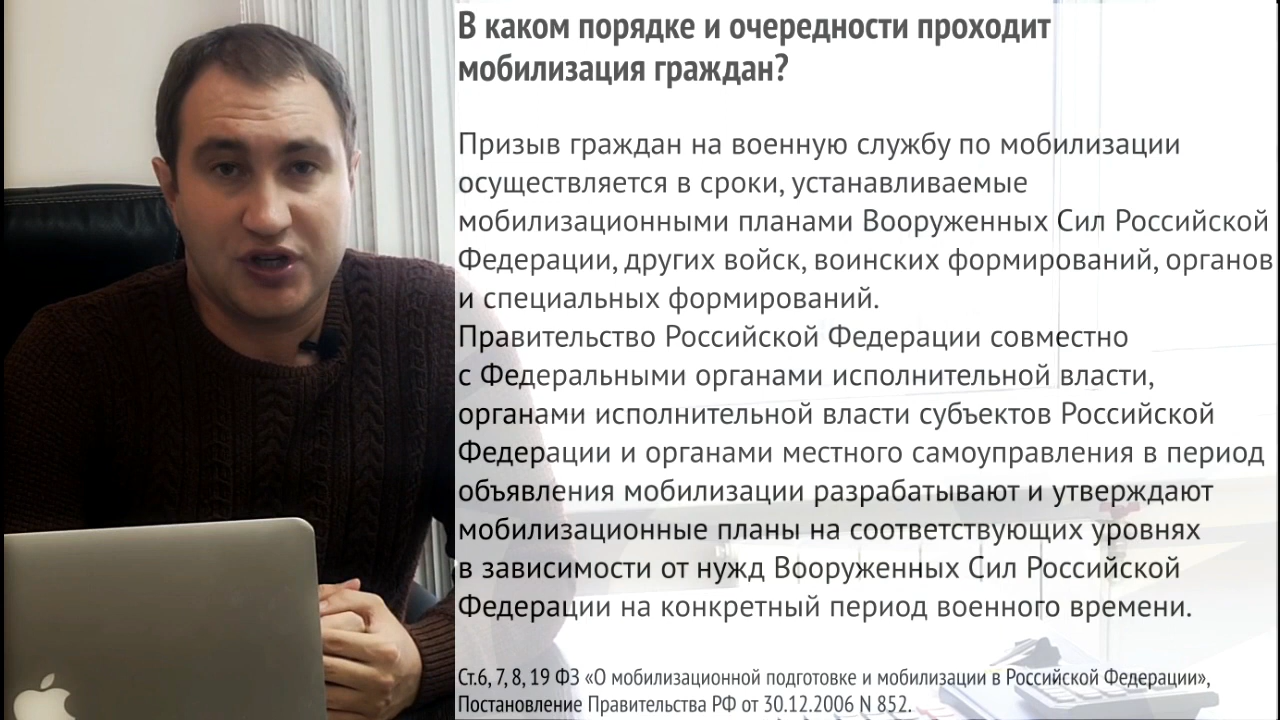 В каком порядке и очередности проходит
мобилизация граждан?
Призыв граждан на военную службу по мобилизации
осуществляется в сроки, устанавливаемые
мобилизационными планами Вооруженных Сил Российской
Федерации, других войск, воинских формирований, органов
и специальных формирований.
Правительство Российской Федерации совместно
с Федеральными органами исполнительной власти,
органами исполнительной власти субъектов Российской
Федерации и органами местного самоуправления в период
объявления мобилизации разрабатывают и утверждают
мобилизационные планы на соответствующих уровнях
в зависимости от нужд Вооруженных Сил Российской
Федерации на конкретный период военного времени.
Ст.6, 7, 8, 19 ФЗ «О мобилизационной подготовке и мобилизации в Российской Федерации»,
Постановление Правительства РФ от 30.12.2006 N 852.